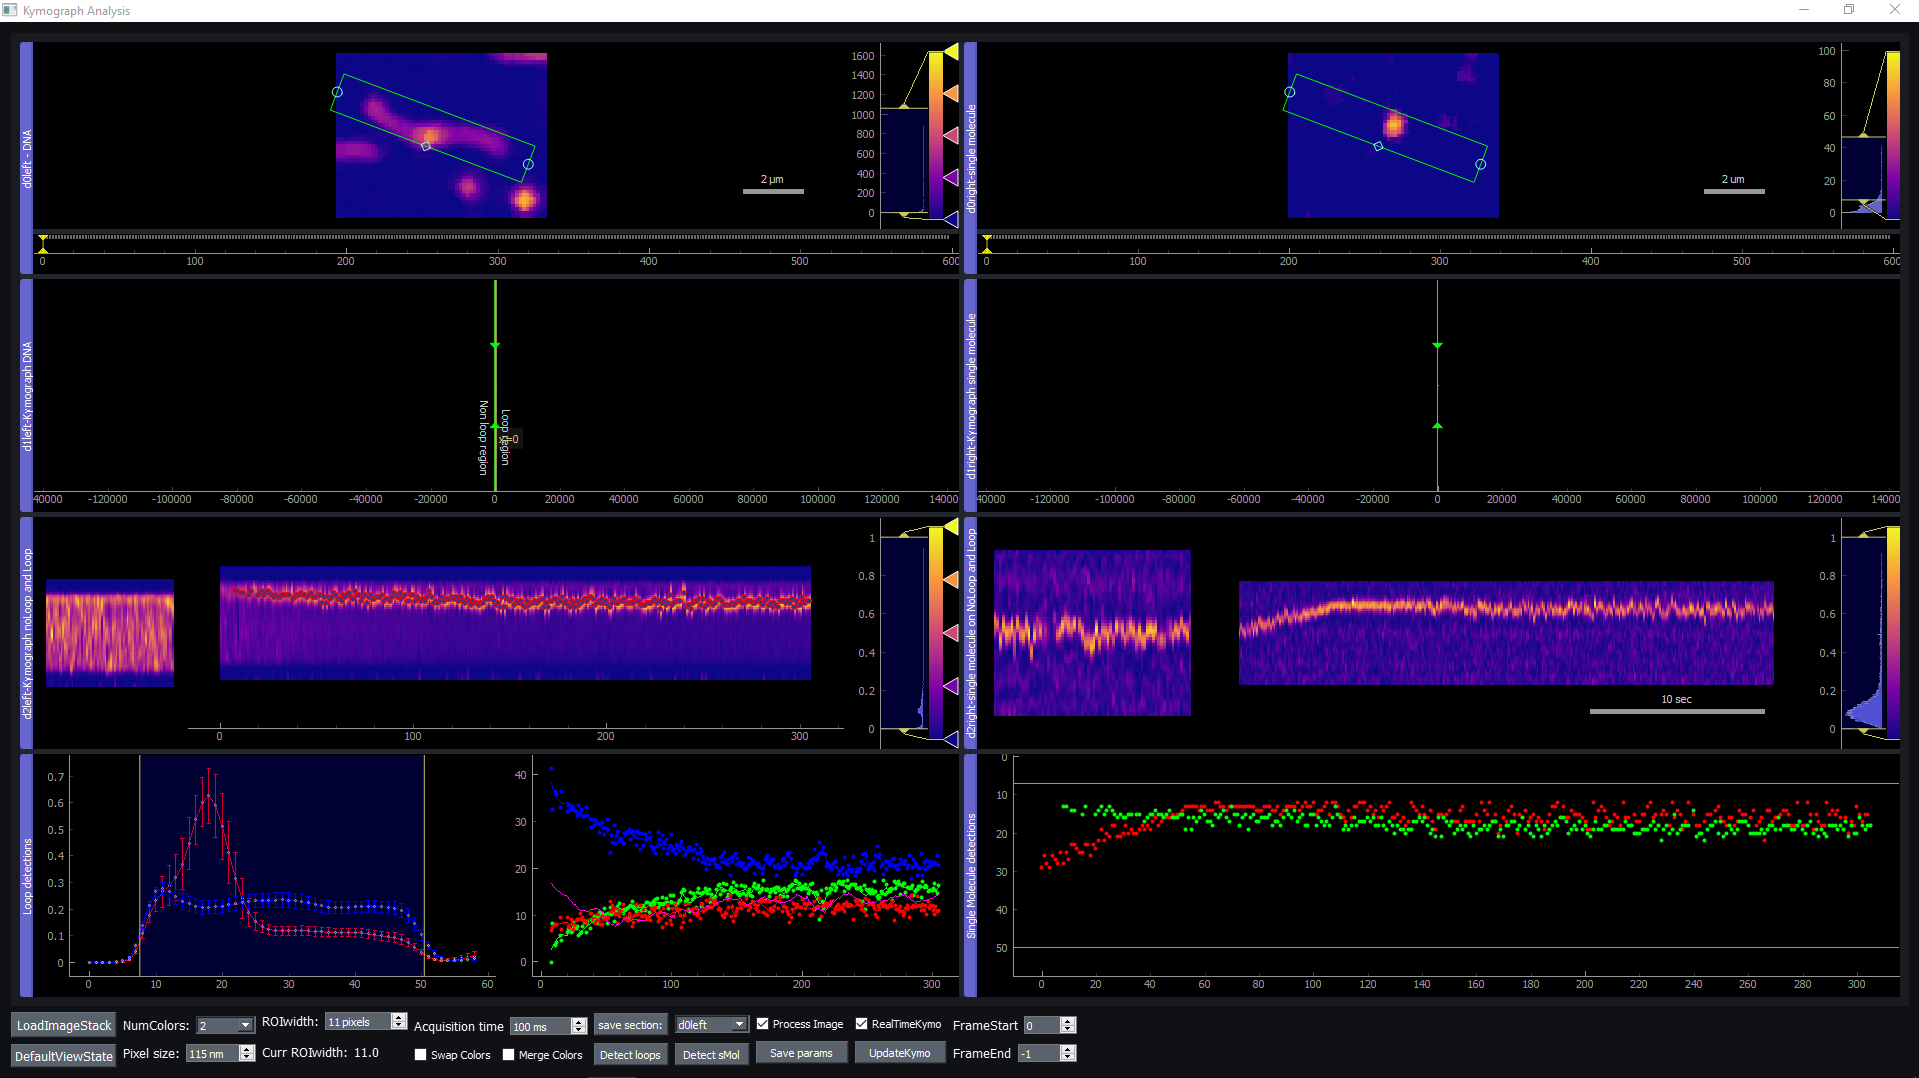 Kymograph Analysis
d0left - DNA
2 μm
1600
1400
1200
1000
800
600
400
200
0
0 100 200 300 400 500 600
d0right-single molecule
2 um
100
80
60
40
20
0
0 100 200 300 400 500 600
d1left-Kymograph DNA
Non loop region
Loop region
x=0
40000 -120000 -100000 -80000 -60000 -40000 -20000 0 20000 40000 60000 80000 100000 120000 14000
d1right-Kymograph single molecule
40000 -120000 -100000 -80000 -60000 -40000 -20000 0 20000 40000 60000 80000 100000 120000 14000
d2left-Kymograph noLoop and Loop
0 100 200 300
1
0.8
0.6
0.4
0.2
0
d2right-single molecule on NoLoop and Loop
10 sec
1
0.8
0.6
0.4
0.2
0
Loop detections
0.7
0.6
0.5
0.4
0.3
0.2
0.1
0
0 10 20 30 40 50 60
40
30
20
10
0
0 100 200 300
Single Molecule detections
0
10
20
30
40
50
0 20 40 60 80 100 120 140 160 180 200 220 240 260 280 300
LoadImageStack NumColors: 2 ROIwidth: 11 pixels Acquisition time 100 ms save section: d0left Process Image RealTimeKymo FrameStart 0
DefaultViewState Pixel size: 115 nm Curr ROIwidth: 11.0 Swap Colors Merge Colors Detect loops Detect sMol Save params UpdateKymo FrameEnd -1